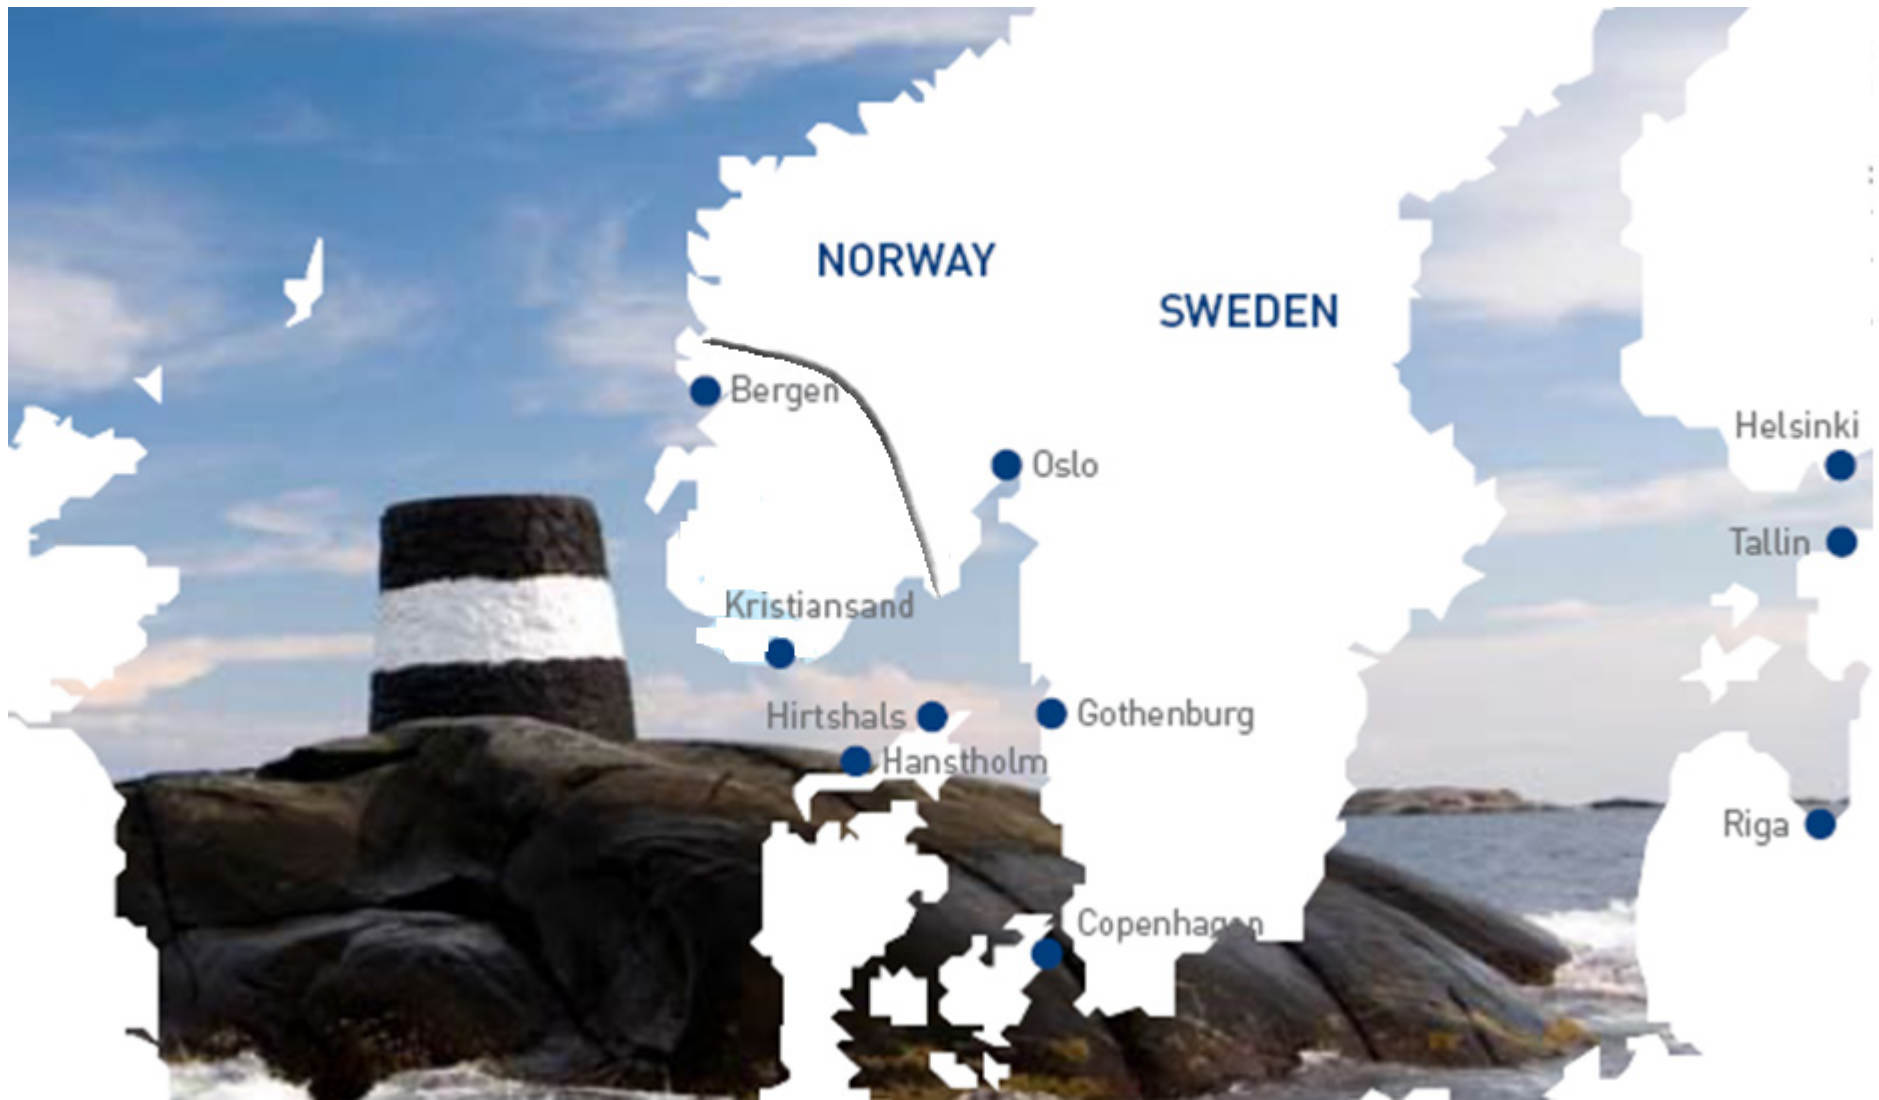 NORWAY
SWEDEN
Bergen
Helsinki
Oslo
Tallin
Kristiansand
Hirtshals
Gothenburg
Hanstholm
Riga
Copenhagen